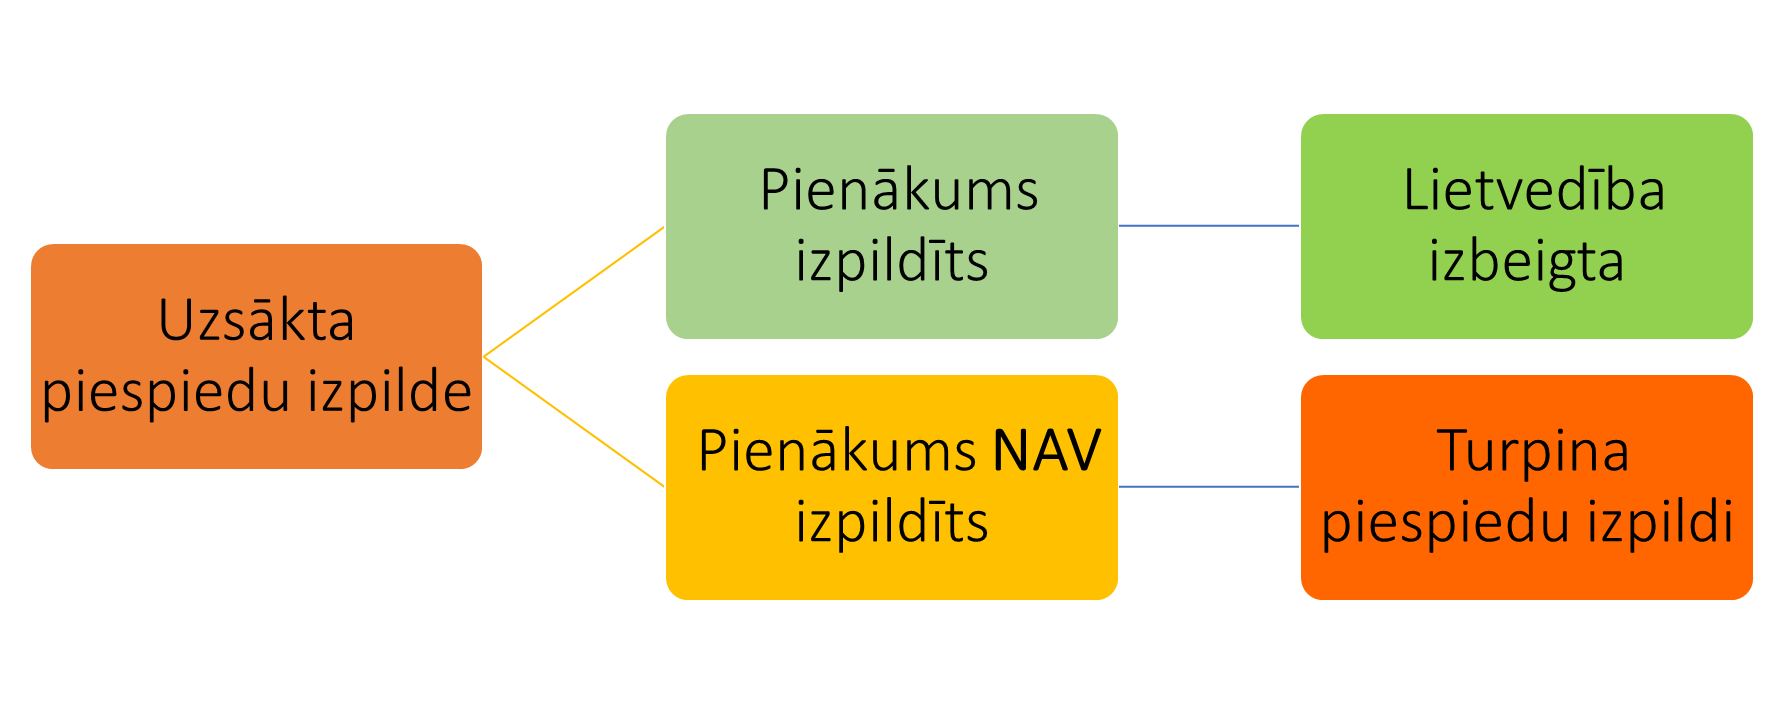 Uzsākta
piespiedu izpilde
Pienākums
izpildīts
Lietvedība
izbeigta
Pienākums NAV
izpildīts
Turpina
piespiedu izpildi